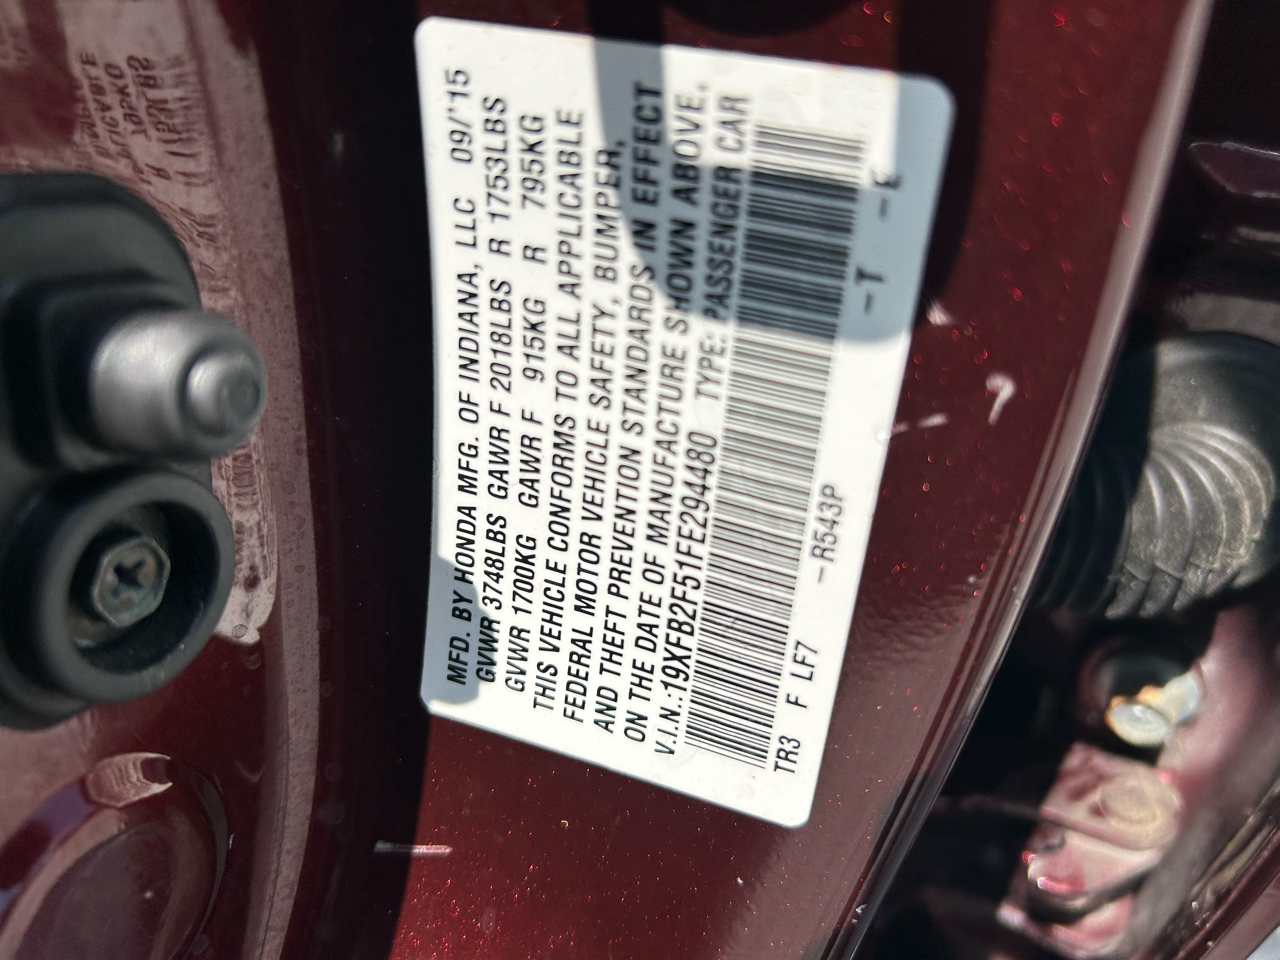 MFD. BY HONDA MFG. OF INDIANA, LLC 09/'15
GVWR 3748LBS GAWR F 2018LBS R 1753LBS
GVWR 1700KG GAWR F 915KG R 795KG
THIS VEHICLE CONFORMS TO ALL APPLICABLE
FEDERAL MOTOR VEHICLE SAFETY, BUMPER,
AND THEFT PREVENTION STANDARDS IN EFFECT
ON THE DATE OF MANUFACTURE SHOWN ABOVE.
V.I.N.:19XFB2F51FE294480 TYPE: PASSENGER CAR
TR3 F LF7 -R543P -T -E